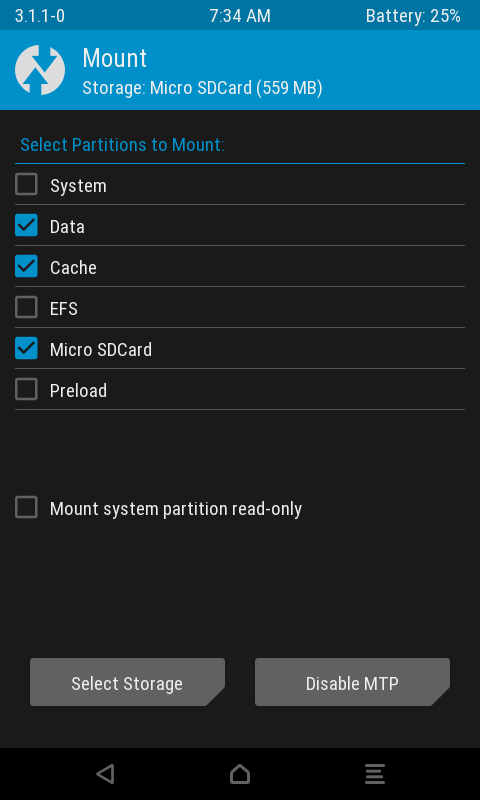 3.1.1-0 7:34 AM Battery: 25%
Mount
Storage: Micro SDCard (559 MB)
Select Partitions to Mount:
System
Data
Cache
EFS
Micro SDCard
Preload
Mount system partition read-only
Select Storage Disable MTP